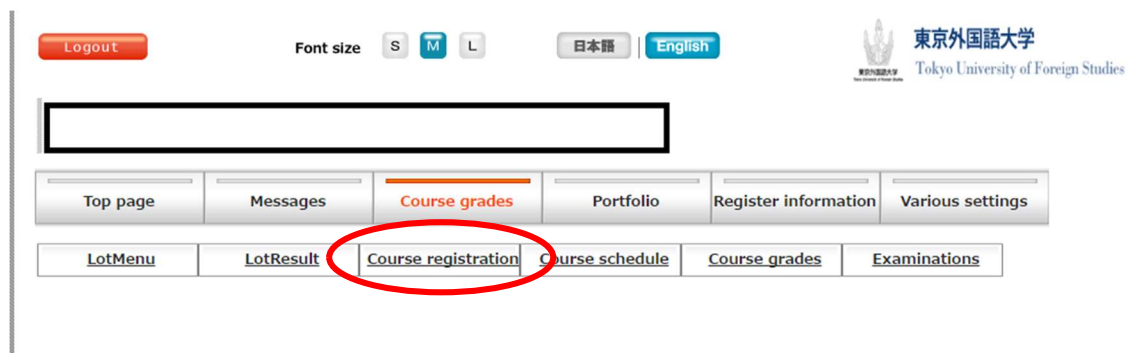 Logout Font size S M L 日本語 English 東京外国語大学
Tokyo University of Foreign Studies
Top page Messages Course grades Portfolio Register information Various settings
LotMenu LotResult Course registration Course schedule Course grades Examinations